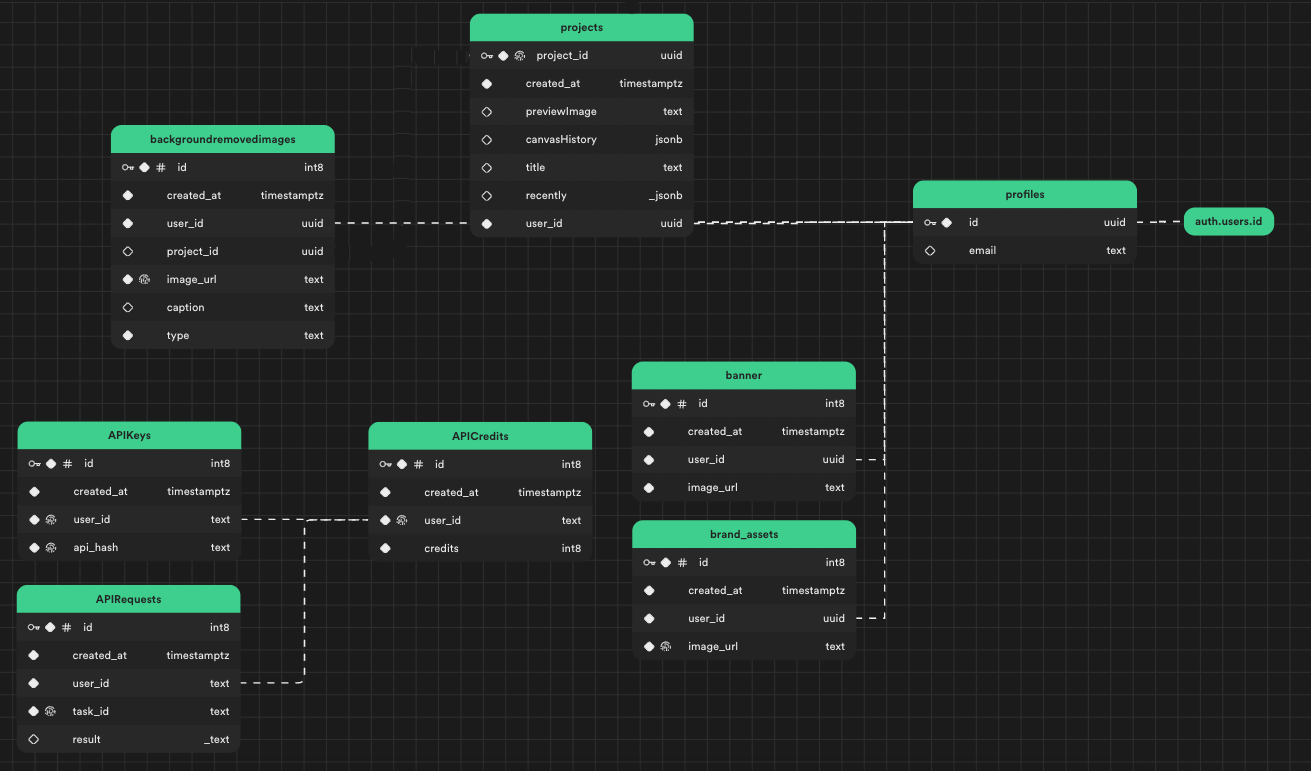 projects
project_id uuid
created_at timestamptz
previewImage text
canvasHistory jsonb
title text
recently _jsonb
user_id uuid
backgroundremovedimages
# id int8
created_at timestamptz
user_id uuid
project_id uuid
image_url text
caption text
type text
profiles
id uuid
email text
auth.users.id
banner
# id int8
created_at timestamptz
user_id uuid
image_url text
APIKeys
# id int8
created_at timestamptz
user_id text
api_hash text
APICredits
# id int8
created_at timestamptz
user_id text
credits int8
brand_assets
# id int8
created_at timestamptz
user_id uuid
image_url text
APIRequests
# id int8
created_at timestamptz
user_id text
task_id text
result _text